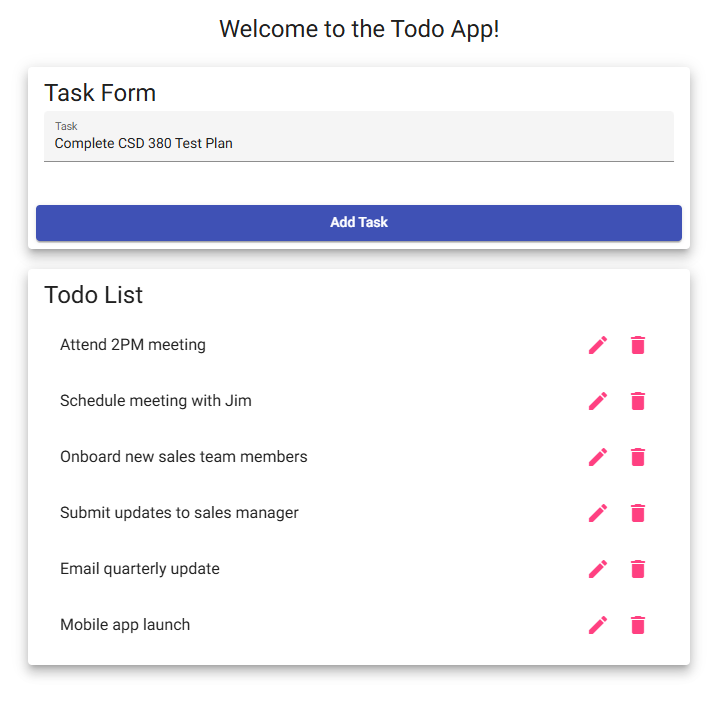 Welcome to the Todo App!
Task Form
Task
Complete CSD 380 Test Plan
Add Task
Todo List
Attend 2PM meeting
Schedule meeting with Jim
Onboard new sales team members
Submit updates to sales manager
Email quarterly update
Mobile app launch